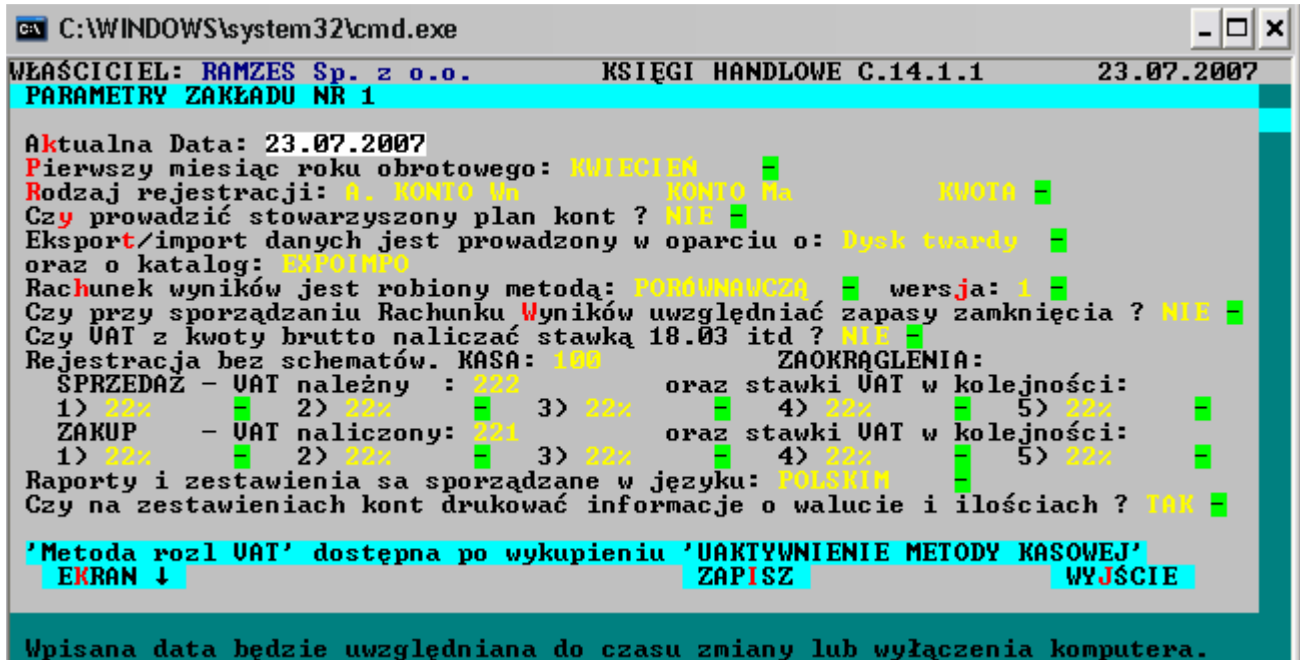 C:\WINDOWS\system32\cmd.exe
WŁAŚCICIEL: RAMZES Sp. z o.o. KSIĘGI HANDLOWE C.14.1.1 23.07.2007
PARAMETRY ZAKŁADU NR 1
Aktualna Data: 23.07.2007
Pierwszy miesiąc roku obrotowego: KWIECIEŃ -
Rodzaj rejestracji: A. KONTO Wn KONTO Ma KWOTA -
Czy prowadzić stowarzyszony plan kont ? NIE -
Eksport/import danych jest prowadzony w oparciu o: Dysk twardy -
oraz o katalog: EXPOIMPO
Rachunek wyników jest robiony metodą: PORÓWNAWCZĄ - wersja: 1 -
Czy przy sporządzaniu Rachunku Wyników uwzględniać zapasy zamknięcia ? NIE -
Czy VAT z kwoty brutto naliczać stawką 18.03 itd ? NIE -
Rejestracja bez schematów. KASA: 100 ZAOKRĄGLENIA:
SPRZEDAŻ - VAT należny : 222 oraz stawki VAT w kolejności:
1) 22% - 2) 22% - 3) 22% - 4) 22% - 5) 22% -
ZAKUP - VAT naliczony: 221 oraz stawki VAT w kolejności:
1) 22% - 2) 22% - 3) 22% - 4) 22% - 5) 22% -
Raporty i zestawienia sa sporządzane w języku: POLSKIM -
Czy na zestawieniach kont drukować informacje o walucie i ilościach ? TAK -
'Metoda rozl VAT' dostępna po wykupieniu 'UAKTYWNIENIE METODY KASOWEJ'
EKRAN ↓ ZAPISZ WYJŚCIE
Wpisana data będzie uwzględniana do czasu zmiany lub wyłączenia komputera.